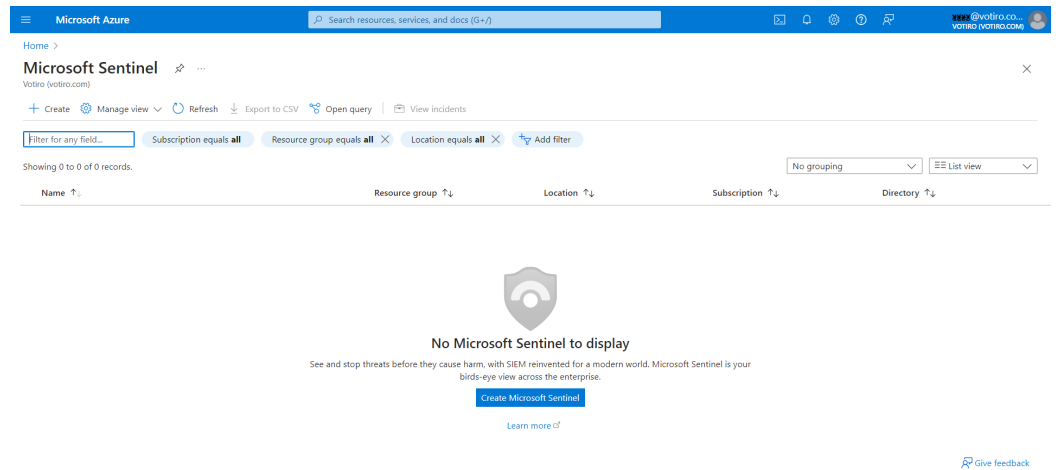 Microsoft Azure
Search resources, services, and docs (G+/)
@votiro.co...
VOTIRO (VOTIRO.COM)
Home >
Microsoft Sentinel
Votiro (votiro.com)
Create Manage view Refresh Export to CSV Open query View incidents
Filter for any field... Subscription equals all Resource group equals all Location equals all Add filter
Showing 0 to 0 of 0 records.
No grouping List view
Name Resource group Location Subscription Directory
No Microsoft Sentinel to display
See and stop threats before they cause harm, with SIEM reinvented for a modern world. Microsoft Sentinel is your
birds-eye view across the enterprise.
Create Microsoft Sentinel
Learn more
Give feedback